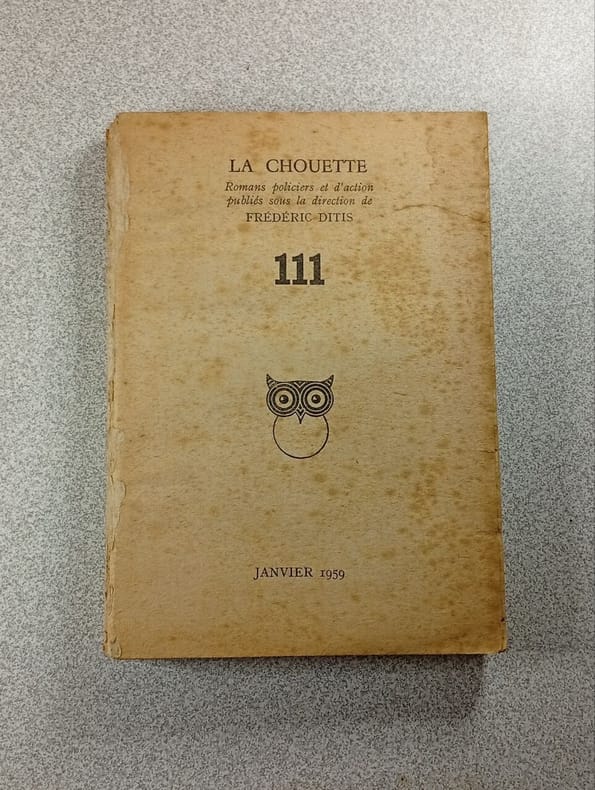 LA CHOUETTE
Romans policiers et d'action
publiés sous la direction de
FRÉDÉRIC DITIS
111
JANVIER 1959